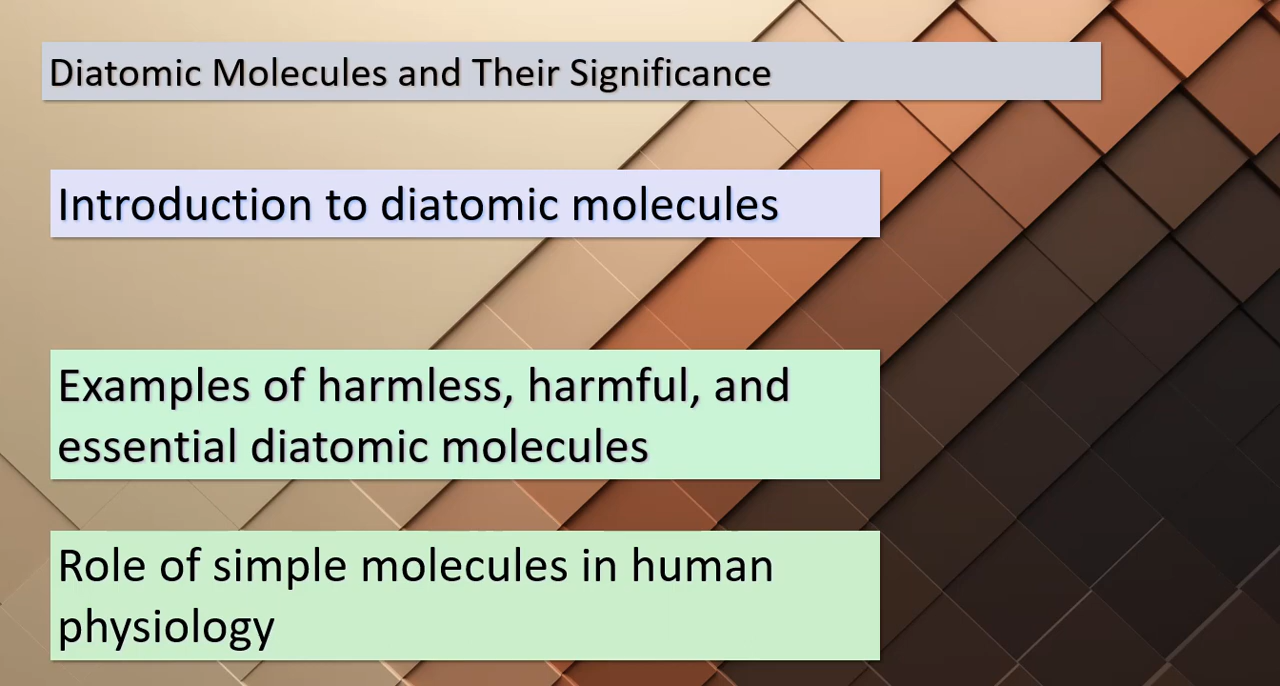 Diatomic Molecules and Their Significance
Introduction to diatomic molecules
Examples of harmless, harmful, and
essential diatomic molecules
Role of simple molecules in human
physiology